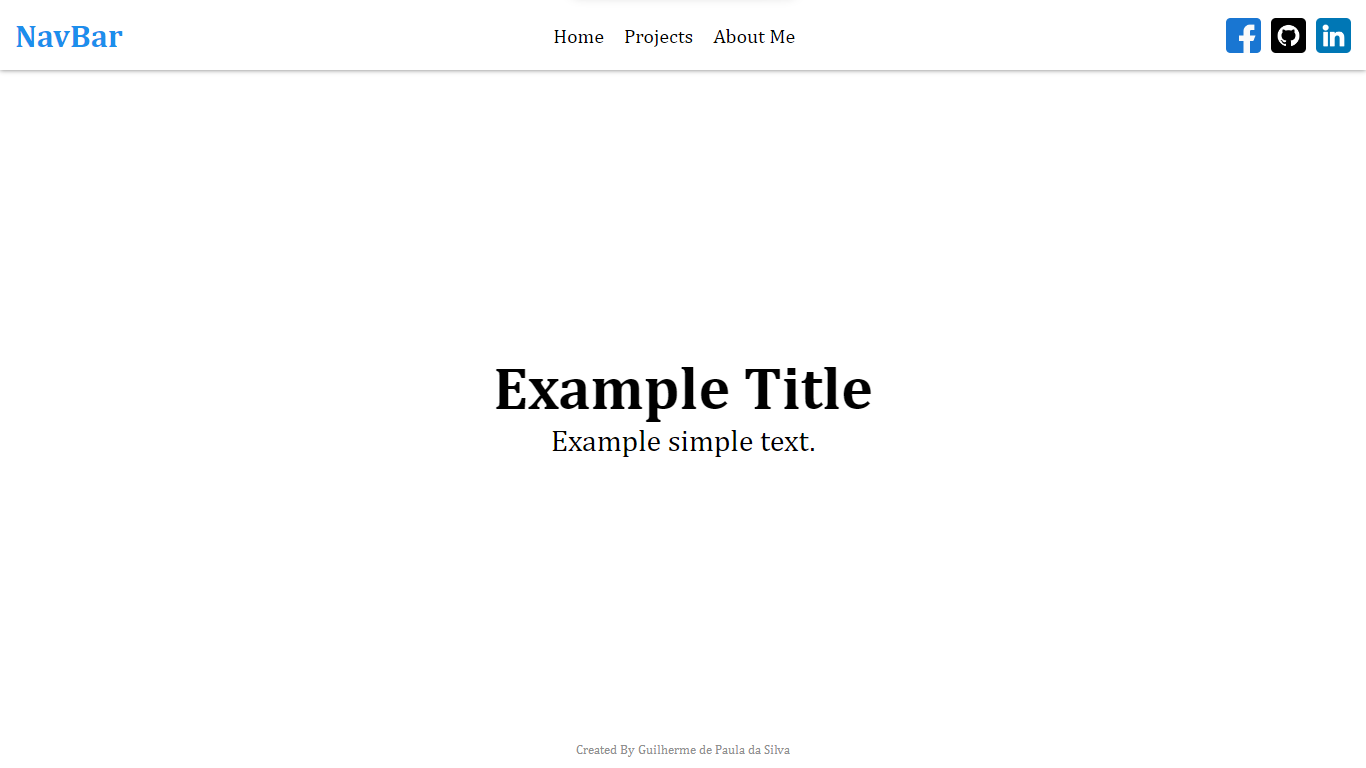 NavBar
Home Projects About Me
Example Title
Example simple text.
Created By Guilherme de Paula da Silva